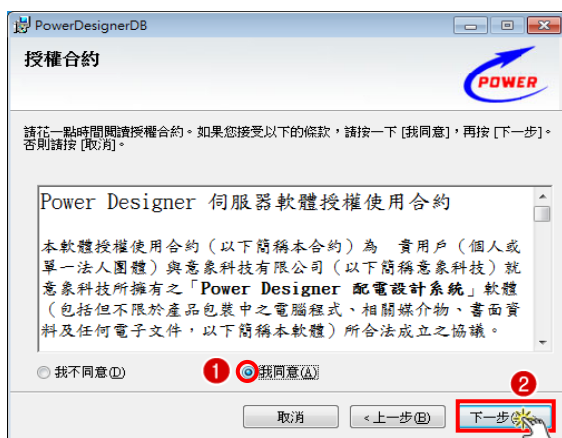 PowerDesignerDB
授權合約
POWER
請花一點時間閱讀授權合約。如果您接受以下的條款，請按一下 [我同意]，再按 [下一步]。
否則請按 [取消]。
Power Designer 伺服器軟體授權使用合約
本軟體授權使用合約（以下簡稱本合約）為　貴用戶（個人或
單一法人團體）與意象科技有限公司（以下簡稱意象科技）就
意象科技所擁有之「Power Designer 配電設計系統」軟體
（包括但不限於產品包裝中之電腦程式、相關媒介物、書面資
料及任何電子文件，以下簡稱本軟體）所合法成立之協議。
我不同意(D)
1
我同意(A)
2
取消
<上一步(B)
下一步